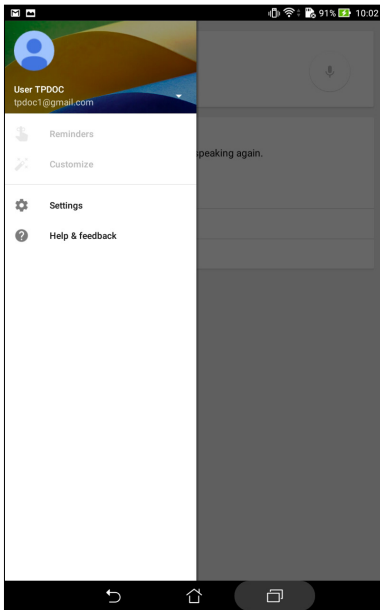 91% 10:02
User TPDOC
tpdoc1@gmail.com
Reminders
Customize
speaking again.
Settings
Help & feedback